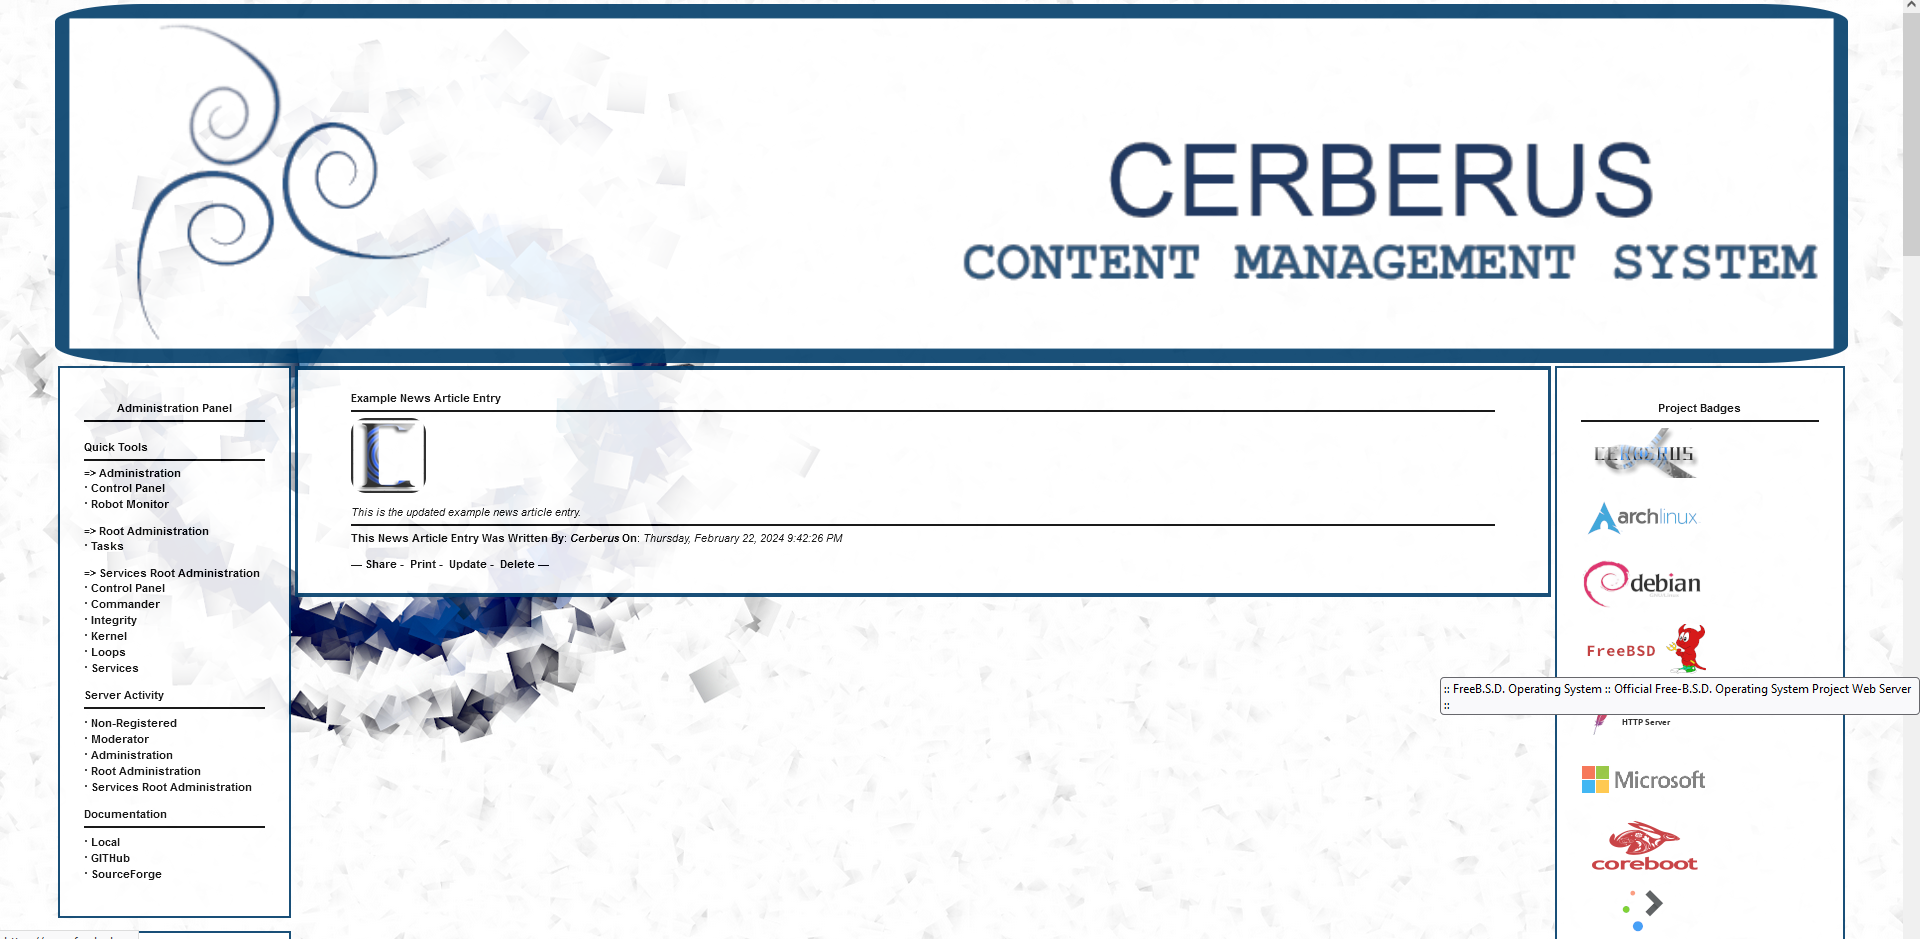 CERBERUS
CONTENT MANAGEMENT SYSTEM
Administration Panel
Quick Tools
=> Administration
· Control Panel
· Robot Monitor
=> Root Administration
· Tasks
=> Services Root Administration
· Control Panel
· Commander
· Integrity
· Kernel
· Loops
· Services
Server Activity
· Non-Registered
· Moderator
· Administration
· Root Administration
· Services Root Administration
Documentation
· Local
· GITHub
· SourceForge
Example News Article Entry
C
This is the updated example news article entry.
This News Article Entry Was Written By: Cerberus On: Thursday, February 22, 2024 9:42:26 PM
— Share - Print - Update - Delete —
Project Badges
CERBERUS
archlinux
debian
FreeBSD
:: FreeB.S.D. Operating System :: Official Free-B.S.D. Operating System Project Web Server
::
HTTP Server
Microsoft
coreboot